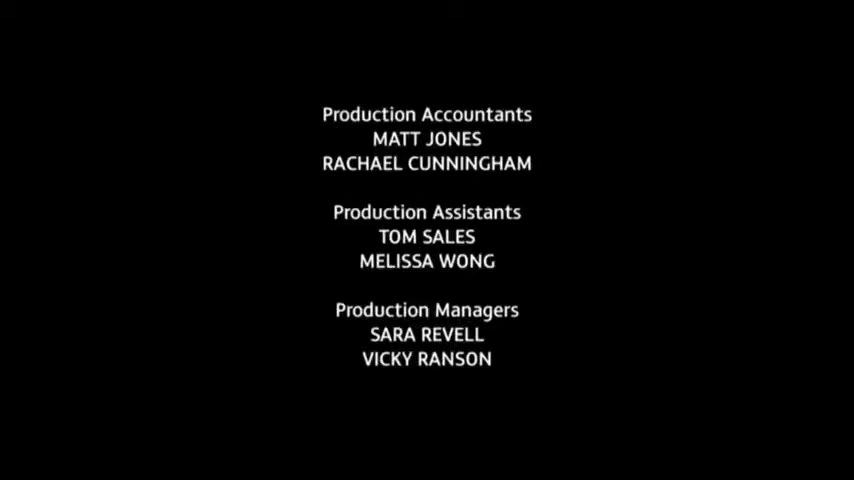 Production Accountants
MATT JONES
RACHAEL CUNNINGHAM
Production Assistants
TOM SALES
MELISSA WONG
Production Managers
SARA REVELL
VICKY RANSON